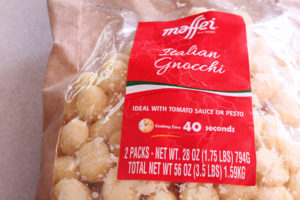 maffei
Italian
Gnocchi
IDEAL WITH TOMATO SAUCE OR PESTO
Cooking Time 40 seconds
2 PACKS - NET WT. 28 OZ (1.75 LBS) 794G
TOTAL NET WT 56 OZ (3.5 LBS) 1.59KG